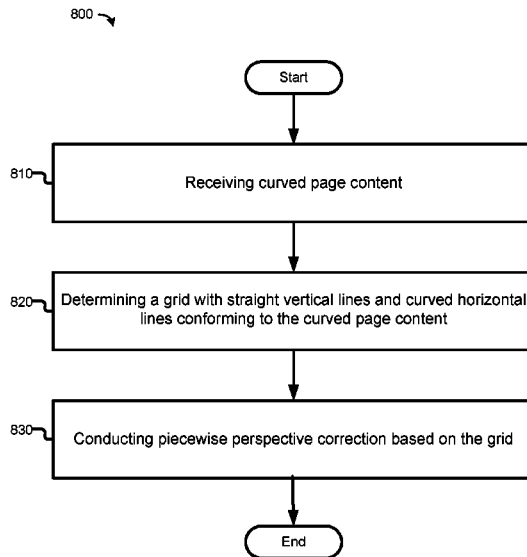 800
Start
810
Receiving curved page content
820
Determining a grid with straight vertical lines and curved horizontal
lines conforming to the curved page content
830
Conducting piecewise perspective correction based on the grid
End